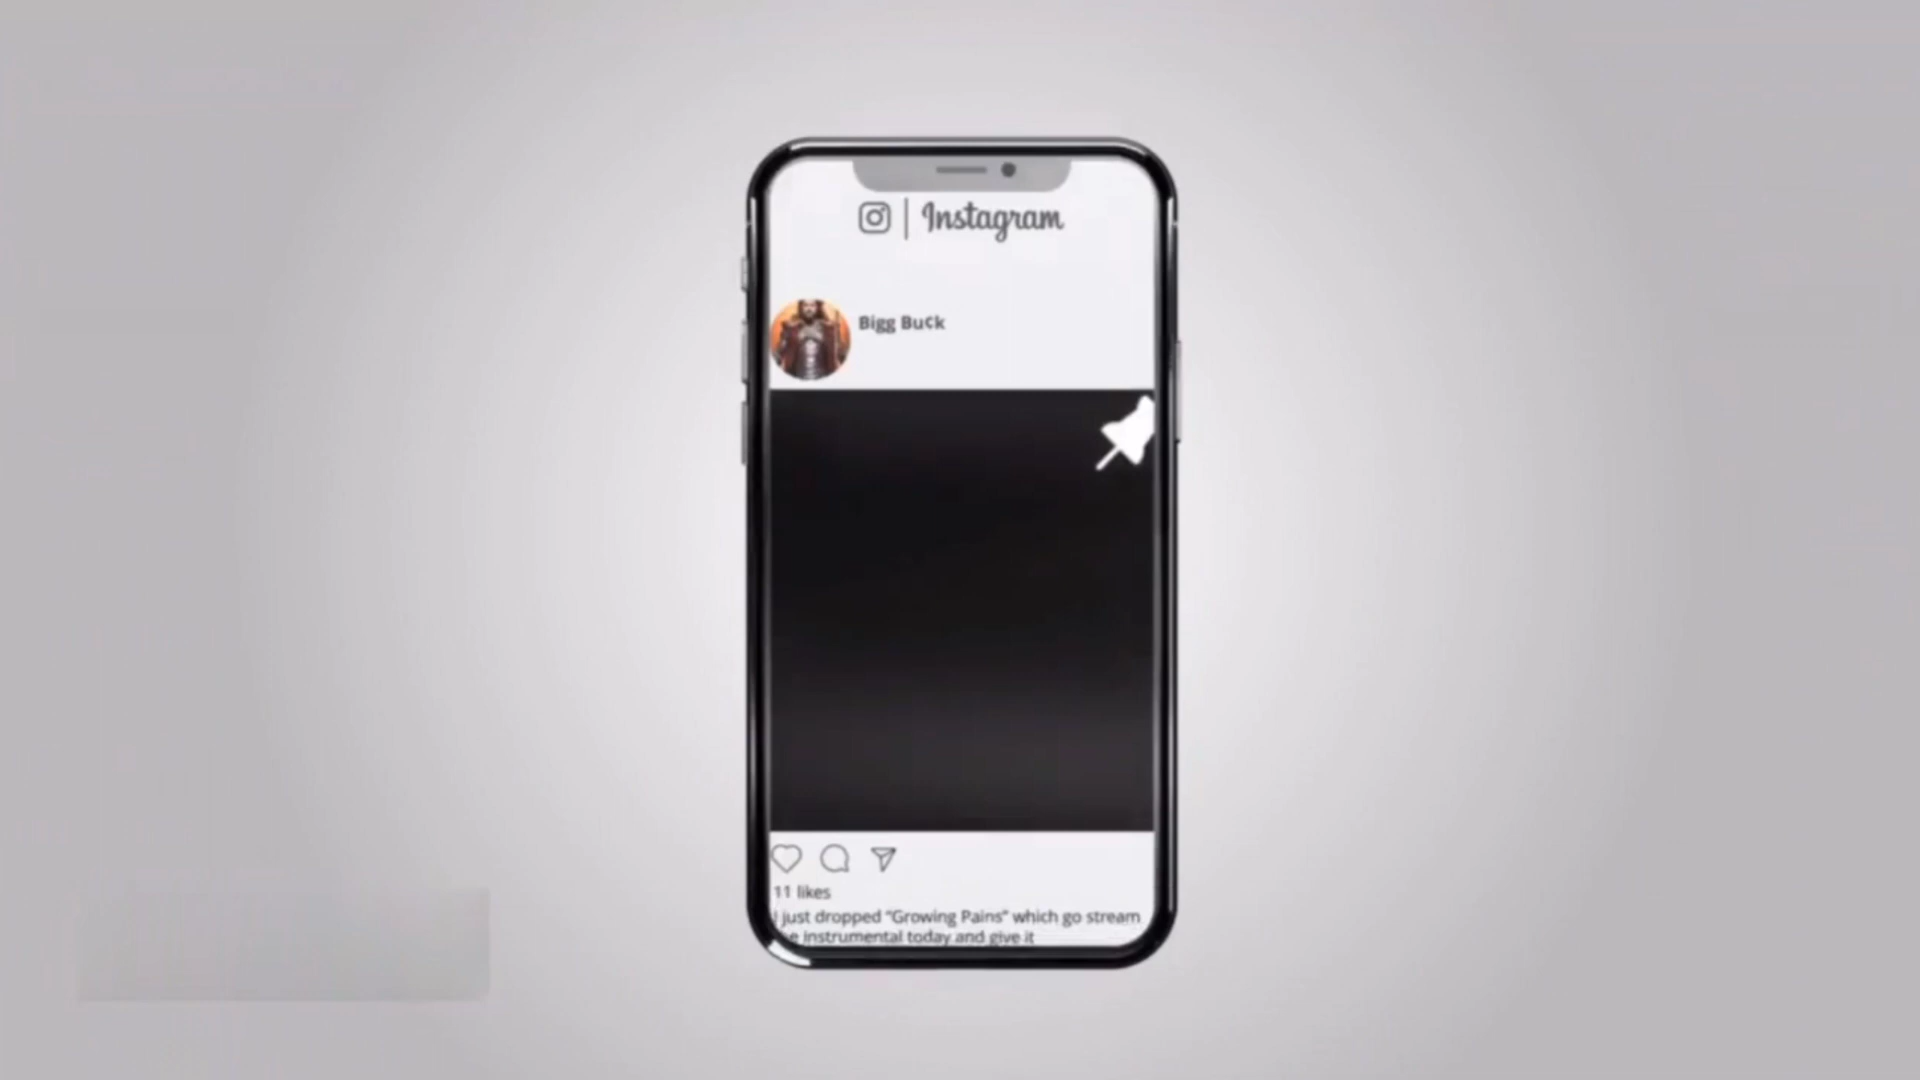 Instagram
Bigg Buck
11 likes
I just dropped “Growing Pains” which go stream
instrumental today and give it